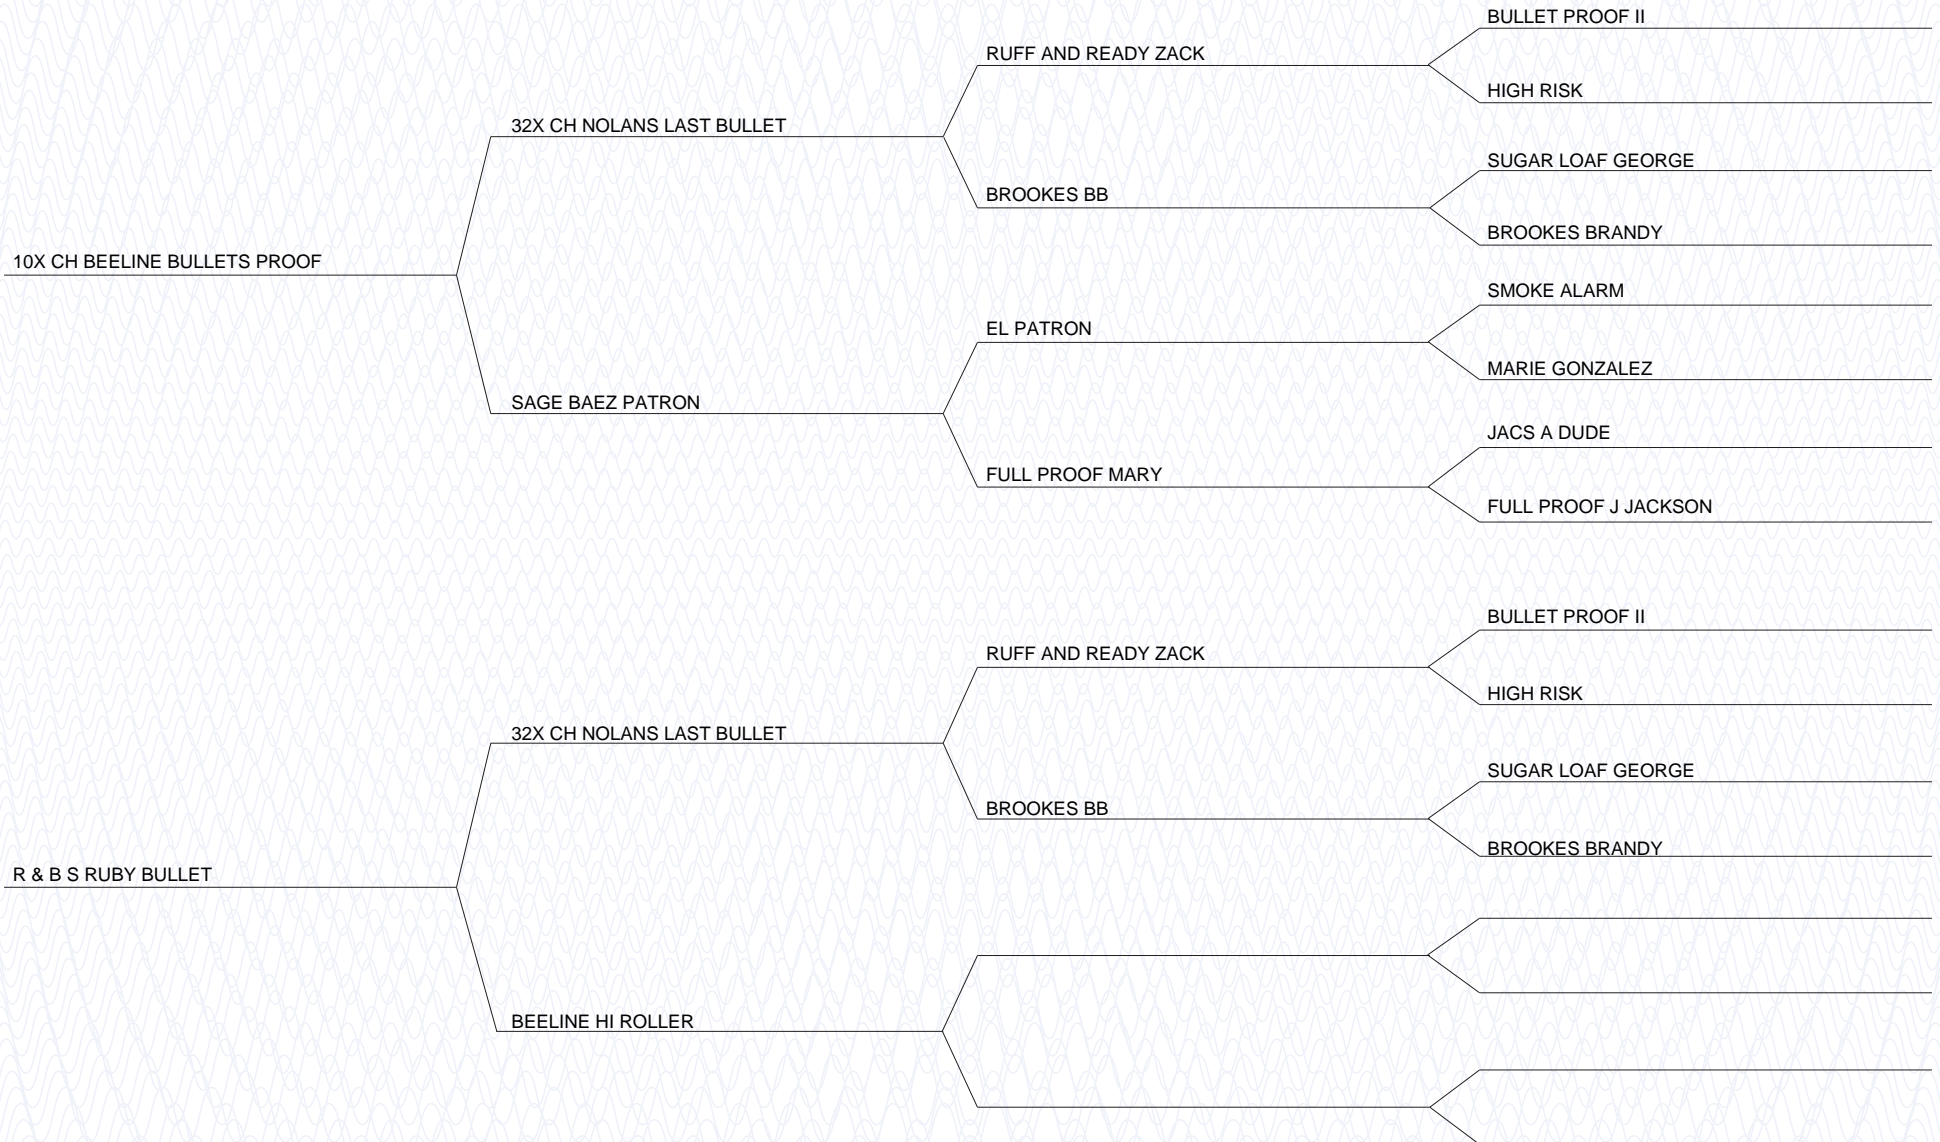 BULLET PROOF II
RUFF AND READY ZACK
HIGH RISK
32X CH NOLANS LAST BULLET
SUGAR LOAF GEORGE
BROOKES BB
BROOKES BRANDY
10X CH BEELINE BULLETS PROOF
SMOKE ALARM
EL PATRON
MARIE GONZALEZ
SAGE BAEZ PATRON
JACS A DUDE
FULL PROOF MARY
FULL PROOF J JACKSON
BULLET PROOF II
RUFF AND READY ZACK
HIGH RISK
32X CH NOLANS LAST BULLET
SUGAR LOAF GEORGE
BROOKES BB
BROOKES BRANDY
R & B S RUBY BULLET
BEELINE HI ROLLER